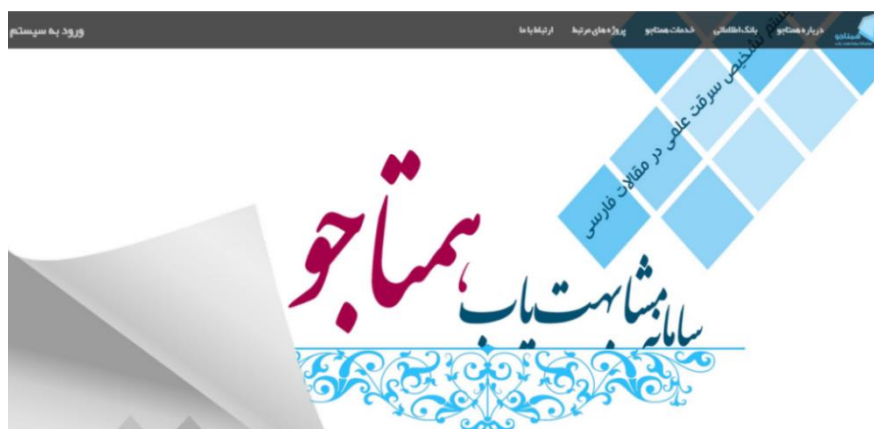 همتاجو
درباره همتاجو
بانک اطلاعاتی
خدمات همتاجو
پروژه های مرتبط
ارتباط با ما
ورود به سیستم
تشخیص سرقت علمی در مقالات فارسی
سامانه مشابهت یاب همتاجو